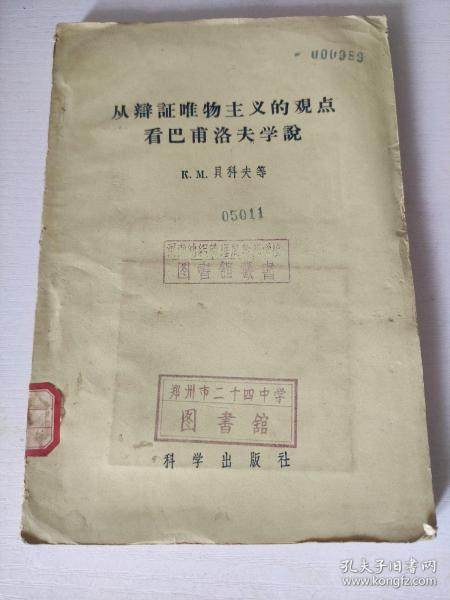 000989
从辯証唯物主义的观点
看巴甫洛夫学說
К.М.貝科夫等
05011
图書館藏書
郑州市二十四中学
图書舘
科学出版社
孔夫子旧书网
www.kongfz.com